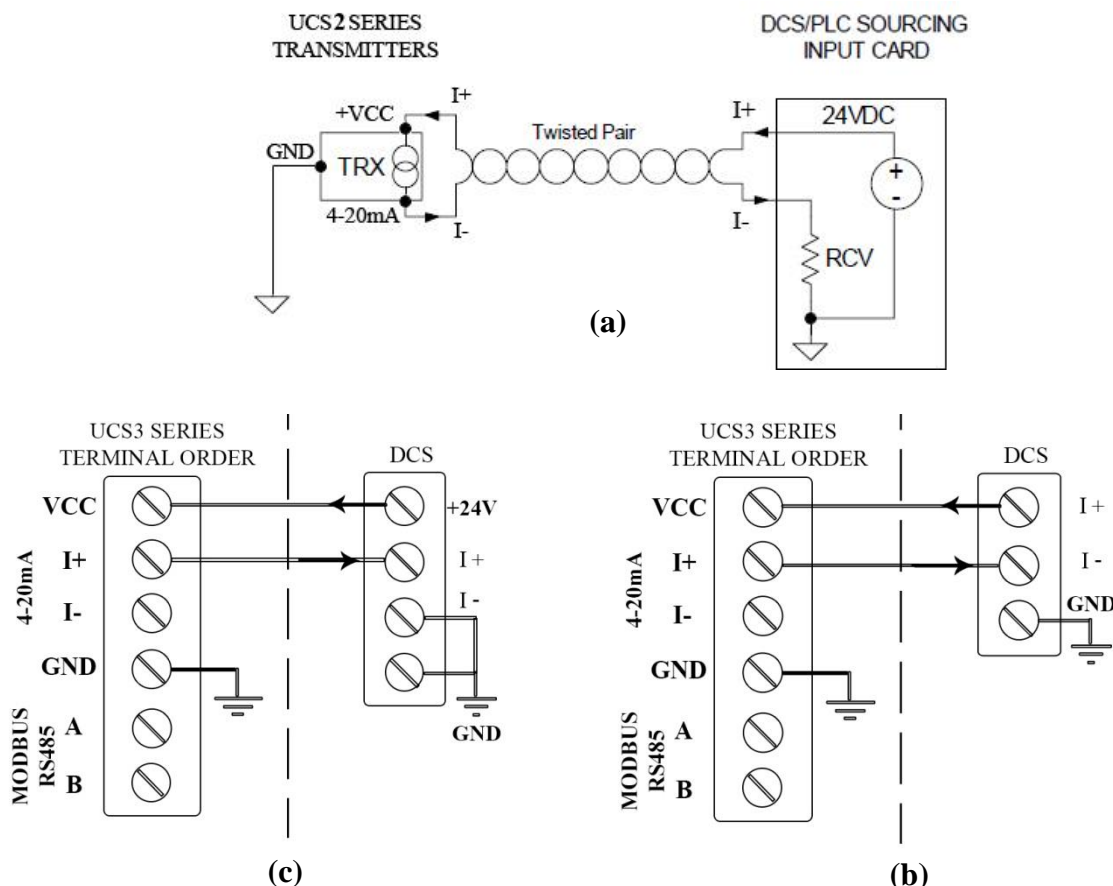 UCS2 SERIES
TRANSMITTERS
DCS/PLC SOURCING
INPUT CARD
I+
+VCC
I+
24VDC
Twisted Pair
GND
TRX
+
-
4-20mA
I-
I-
RCV
(a)
UCS3 SERIES
TERMINAL ORDER
DCS
VCC
+24V
4-20mA
I+
I +
I-
I -
GND
GND
MODBUS
RS485
A
B
(c)
UCS3 SERIES
TERMINAL ORDER
DCS
VCC
I +
4-20mA
I+
I -
I-
GND
GND
MODBUS
RS485
A
B
(b)